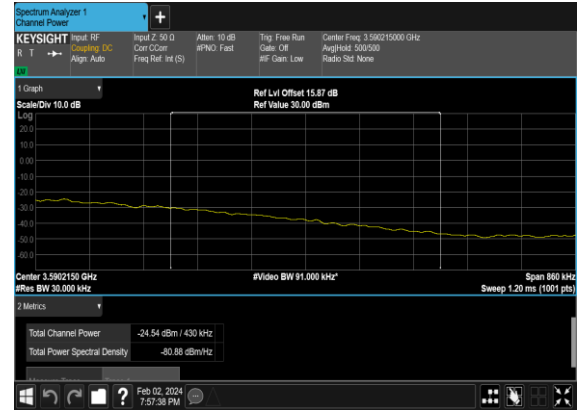 Spectrum Analyzer 1
Channel Power
+
KEYSIGHT Input: RF Input Z: 50 Ω Atten: 10 dB Trig: Free Run Center Freq: 3.590215000 GHz
R T Coupling: DC Corr CCorr #PNO: Fast Gate: Off Avg|Hold: 500/500
Align: Auto Freq Ref: Int (S) #IF Gain: Low Radio Std: None
LVI
1 Graph Ref Lvl Offset 15.87 dB
Scale/Div 10.0 dB Ref Value 30.00 dBm
Log
20.0
10.0
0.00
-10.0
-20.0
-30.0
-40.0
-50.0
-60.0
Center 3.5902150 GHz #Video BW 91.000 kHz* Span 860 kHz
#Res BW 30.000 kHz Sweep 1.20 ms (1001 pts)
2 Metrics
Total Channel Power -24.54 dBm / 430 kHz
Total Power Spectral Density -80.88 dBm/Hz
? Feb 02, 2024
7:57:38 PM